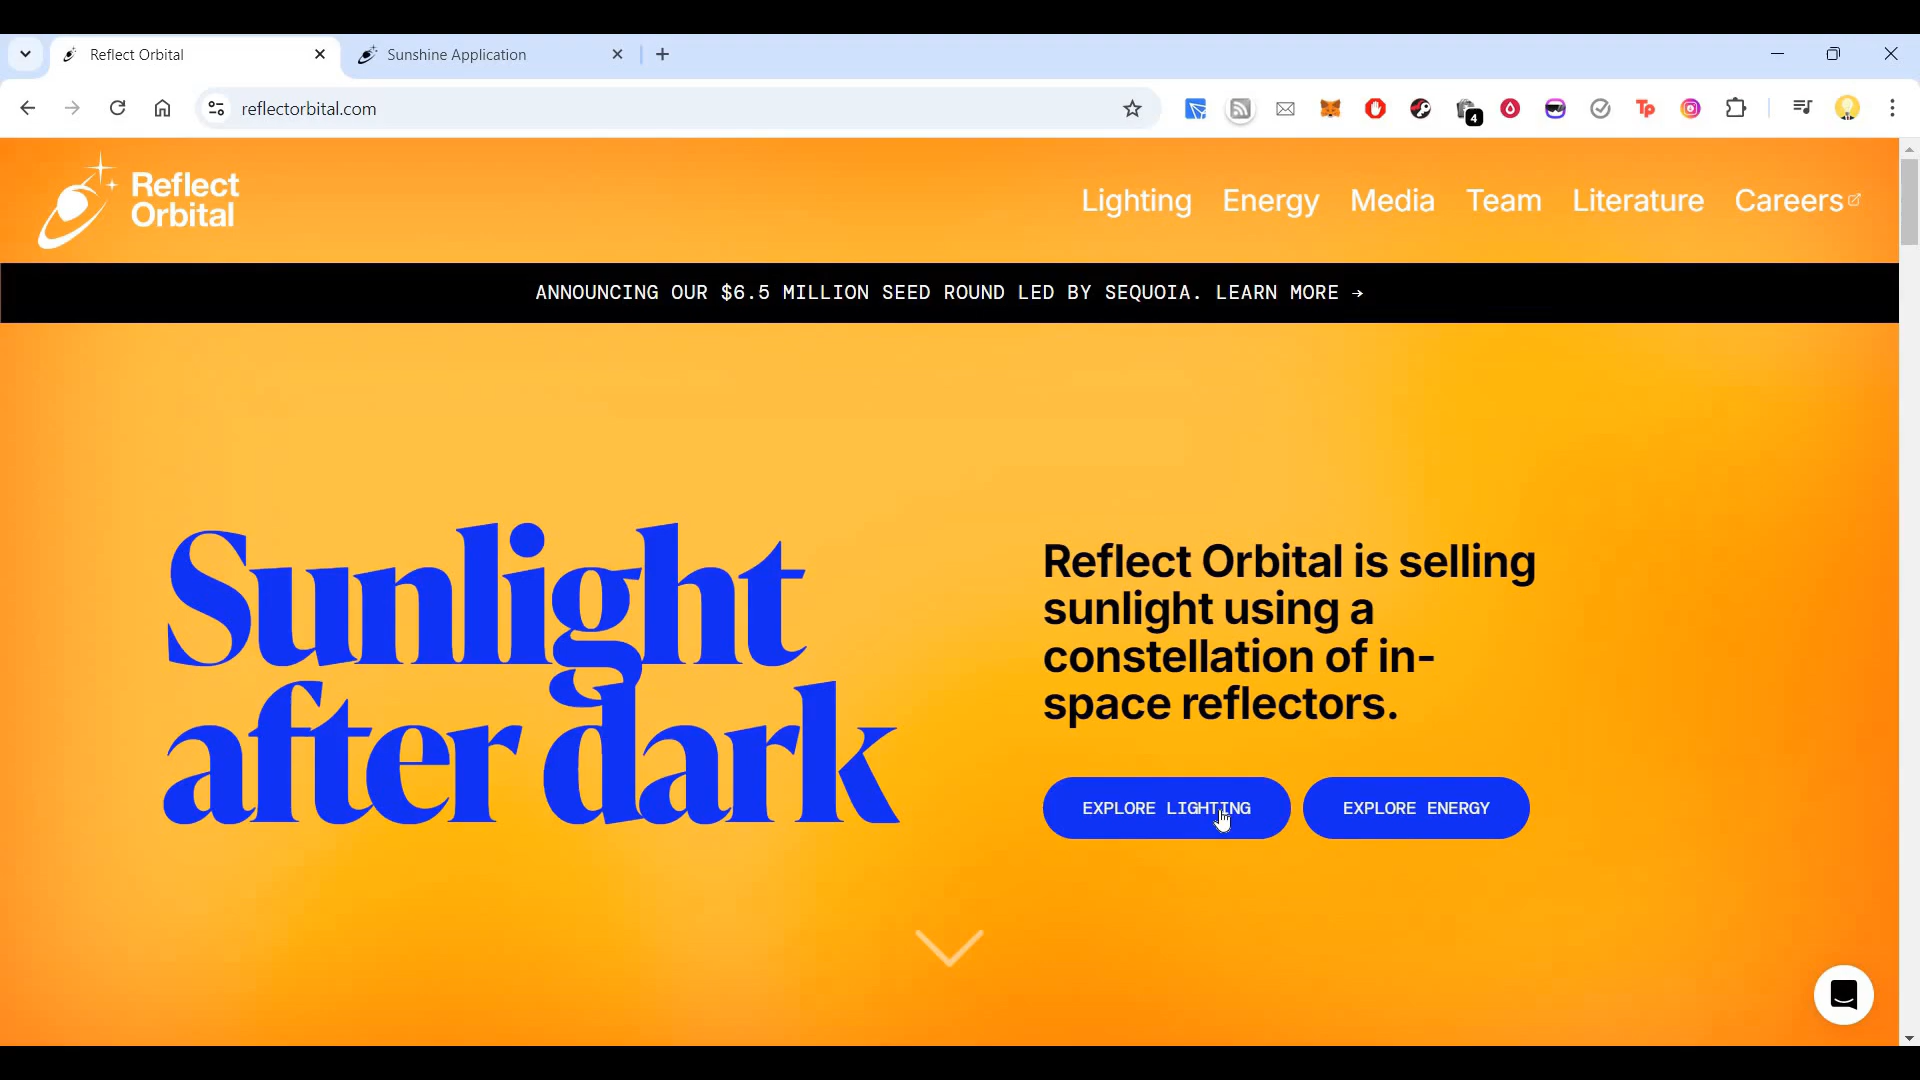 Reflect Orbital
Sunshine Application
reflectorbital.com
4
Tp
Reflect
Orbital
Lighting Energy Media Team Literature Careers
ANNOUNCING OUR $6.5 MILLION SEED ROUND LED BY SEQUOIA. LEARN MORE →
Sunlight
after dark
Reflect Orbital is selling
sunlight using a
constellation of in-
space reflectors.
EXPLORE LIGHTING
EXPLORE ENERGY